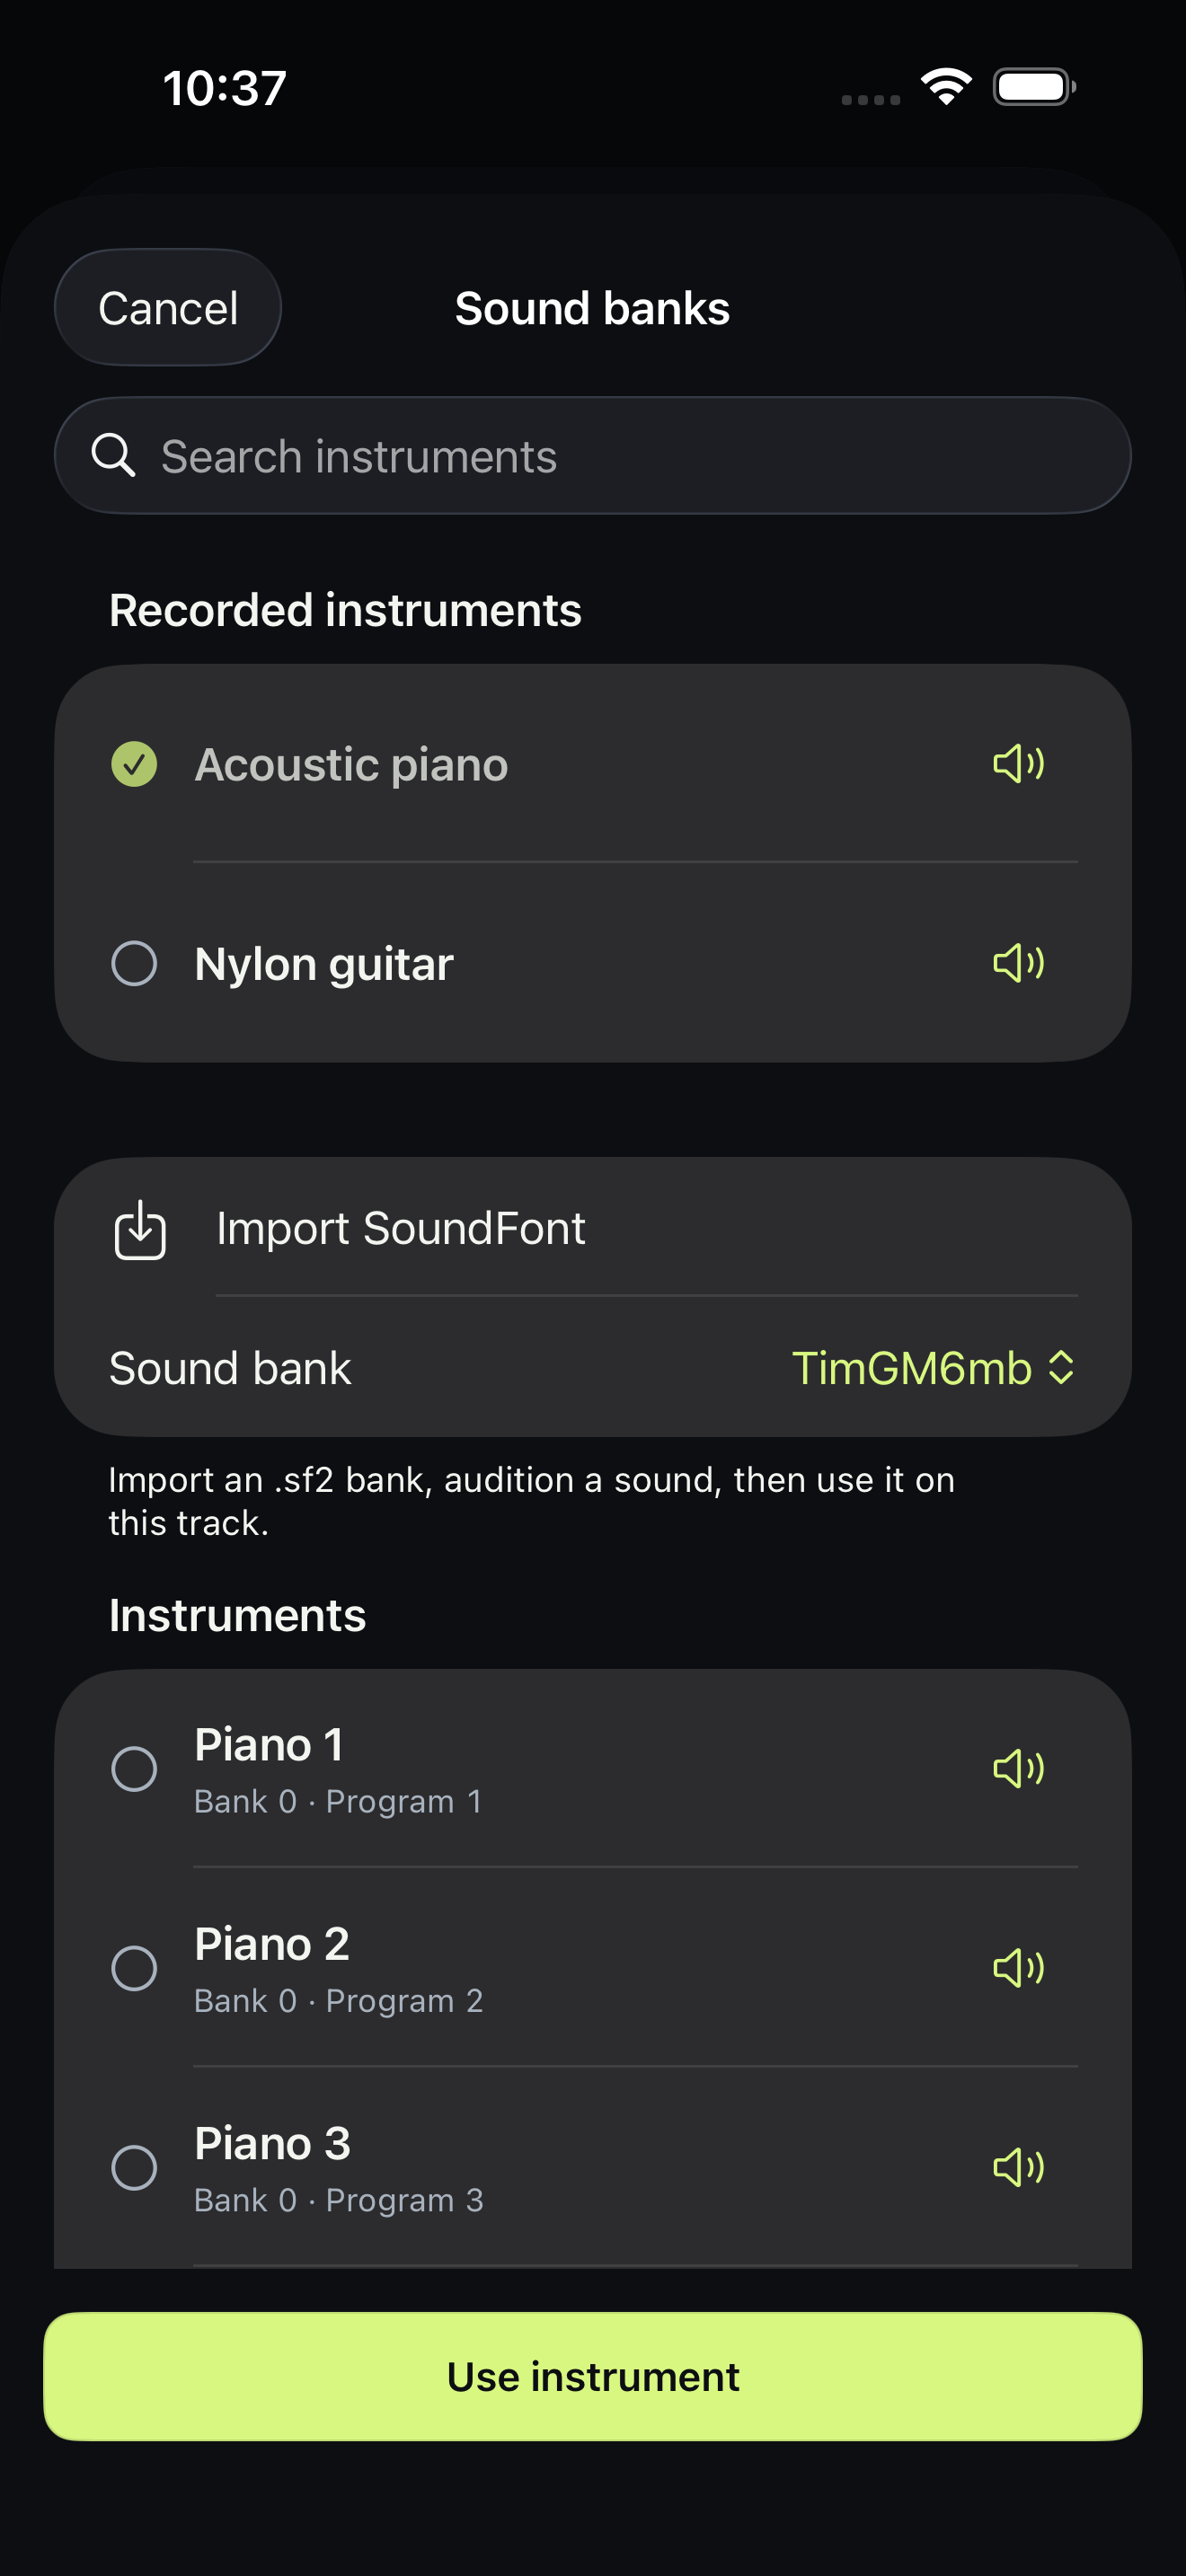 10:37
Cancel
Sound banks
Search instruments
Recorded instruments
Acoustic piano
Nylon guitar
Import SoundFont
Sound bank
TimGM6mb
Import an .sf2 bank, audition a sound, then use it on
this track.
Instruments
Piano 1
Bank 0 · Program 1
Piano 2
Bank 0 · Program 2
Piano 3
Bank 0 · Program 3
Use instrument